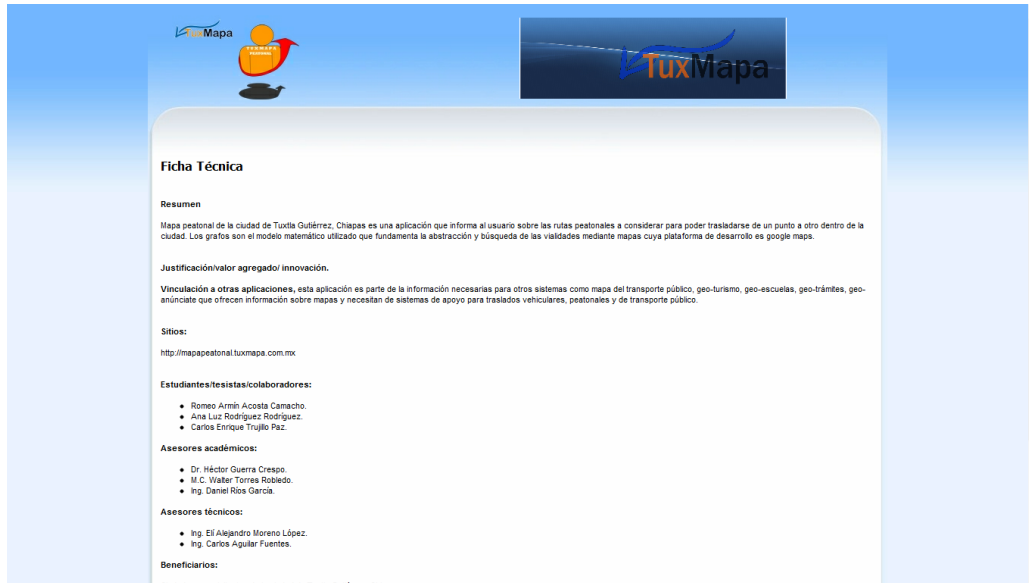 TuxMapa
TUXMAPA
PEATONAL
TuxMapa
Ficha Técnica
Resumen
Mapa peatonal de la ciudad de Tuxtla Gutiérrez, Chiapas es una aplicación que informa al usuario sobre las rutas peatonales a considerar para poder trasladarse de un punto a otro dentro de la
ciudad. Los grafos son el modelo matemático utilizado que fundamenta la abstracción y búsqueda de las vialidades mediante mapas cuya plataforma de desarrollo es google maps.
Justificación/valor agregado/ innovación.
Vinculación a otras aplicaciones, esta aplicación es parte de la información necesarias para otros sistemas como mapa del transporte público, geo-turismo, geo-escuelas, geo-trámites, geo-
anúnciate que ofrecen información sobre mapas y necesitan de sistemas de apoyo para traslados vehiculares, peatonales y de transporte público.
Sitios:
http://mapapeatonal.tuxmapa.com.mx
Estudiantes/tesistas/colaboradores:
• Romeo Armín Acosta Camacho.
• Ana Luz Rodríguez Rodríguez.
• Carlos Enrique Trujillo Paz.
Asesores académicos:
• Dr. Héctor Guerra Crespo.
• M.C. Walter Torres Robledo.
• Ing. Daniel Ríos García.
Asesores técnicos:
• Ing. Elí Alejandro Moreno López.
• Ing. Carlos Aguilar Fuentes.
Beneficiarios: